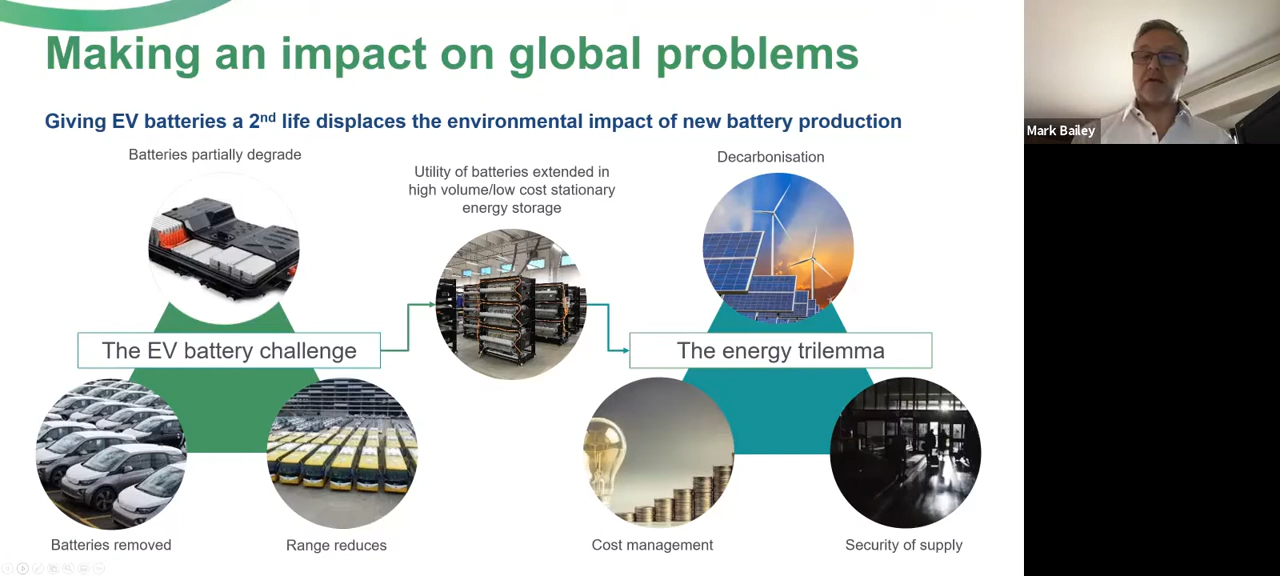 Making an impact on global problems
Giving EV batteries a 2nd life displaces the environmental impact of new battery production
Batteries partially degrade
Utility of batteries extended in
high volume/low cost stationary
energy storage
Decarbonisation
The EV battery challenge
The energy trilemma
Batteries removed
Range reduces
Cost management
Security of supply
Mark Bailey